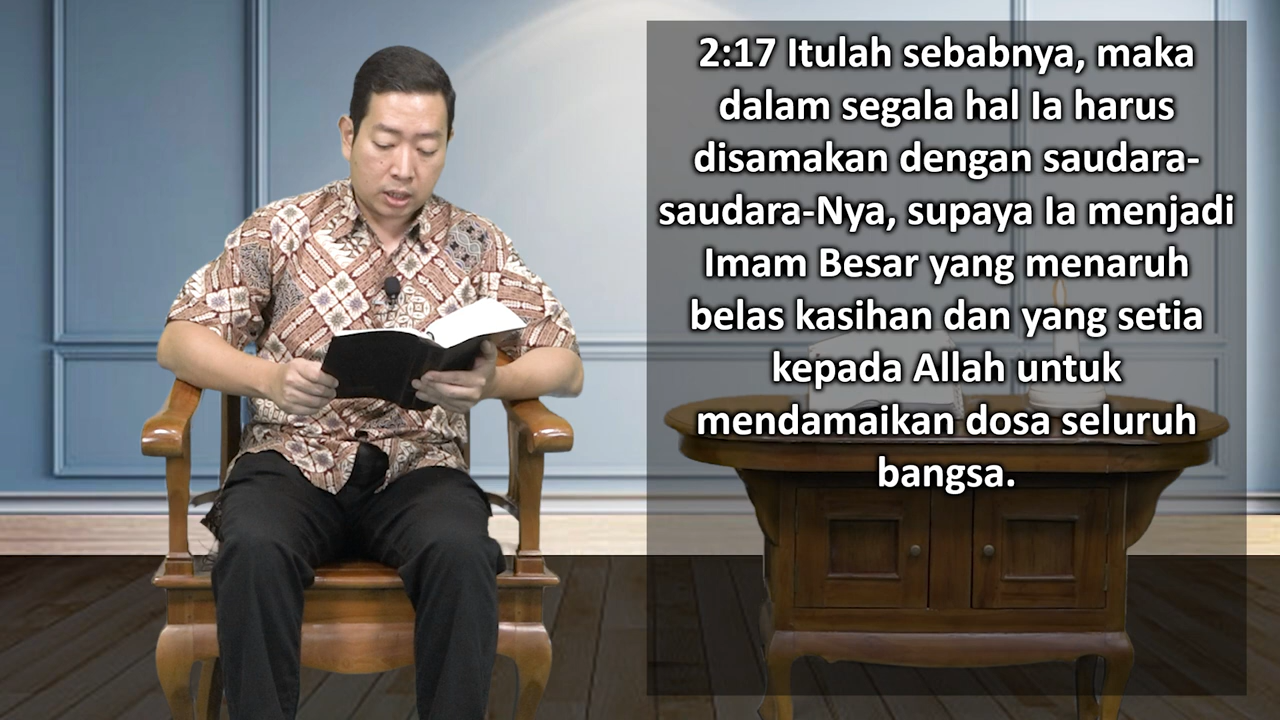 2:17 Itulah sebabnya, maka
dalam segala hal Ia harus
disamakan dengan saudara-
saudara-Nya, supaya Ia menjadi
Imam Besar yang menaruh
belas kasihan dan yang setia
kepada Allah untuk
mendamaikan dosa seluruh
bangsa.